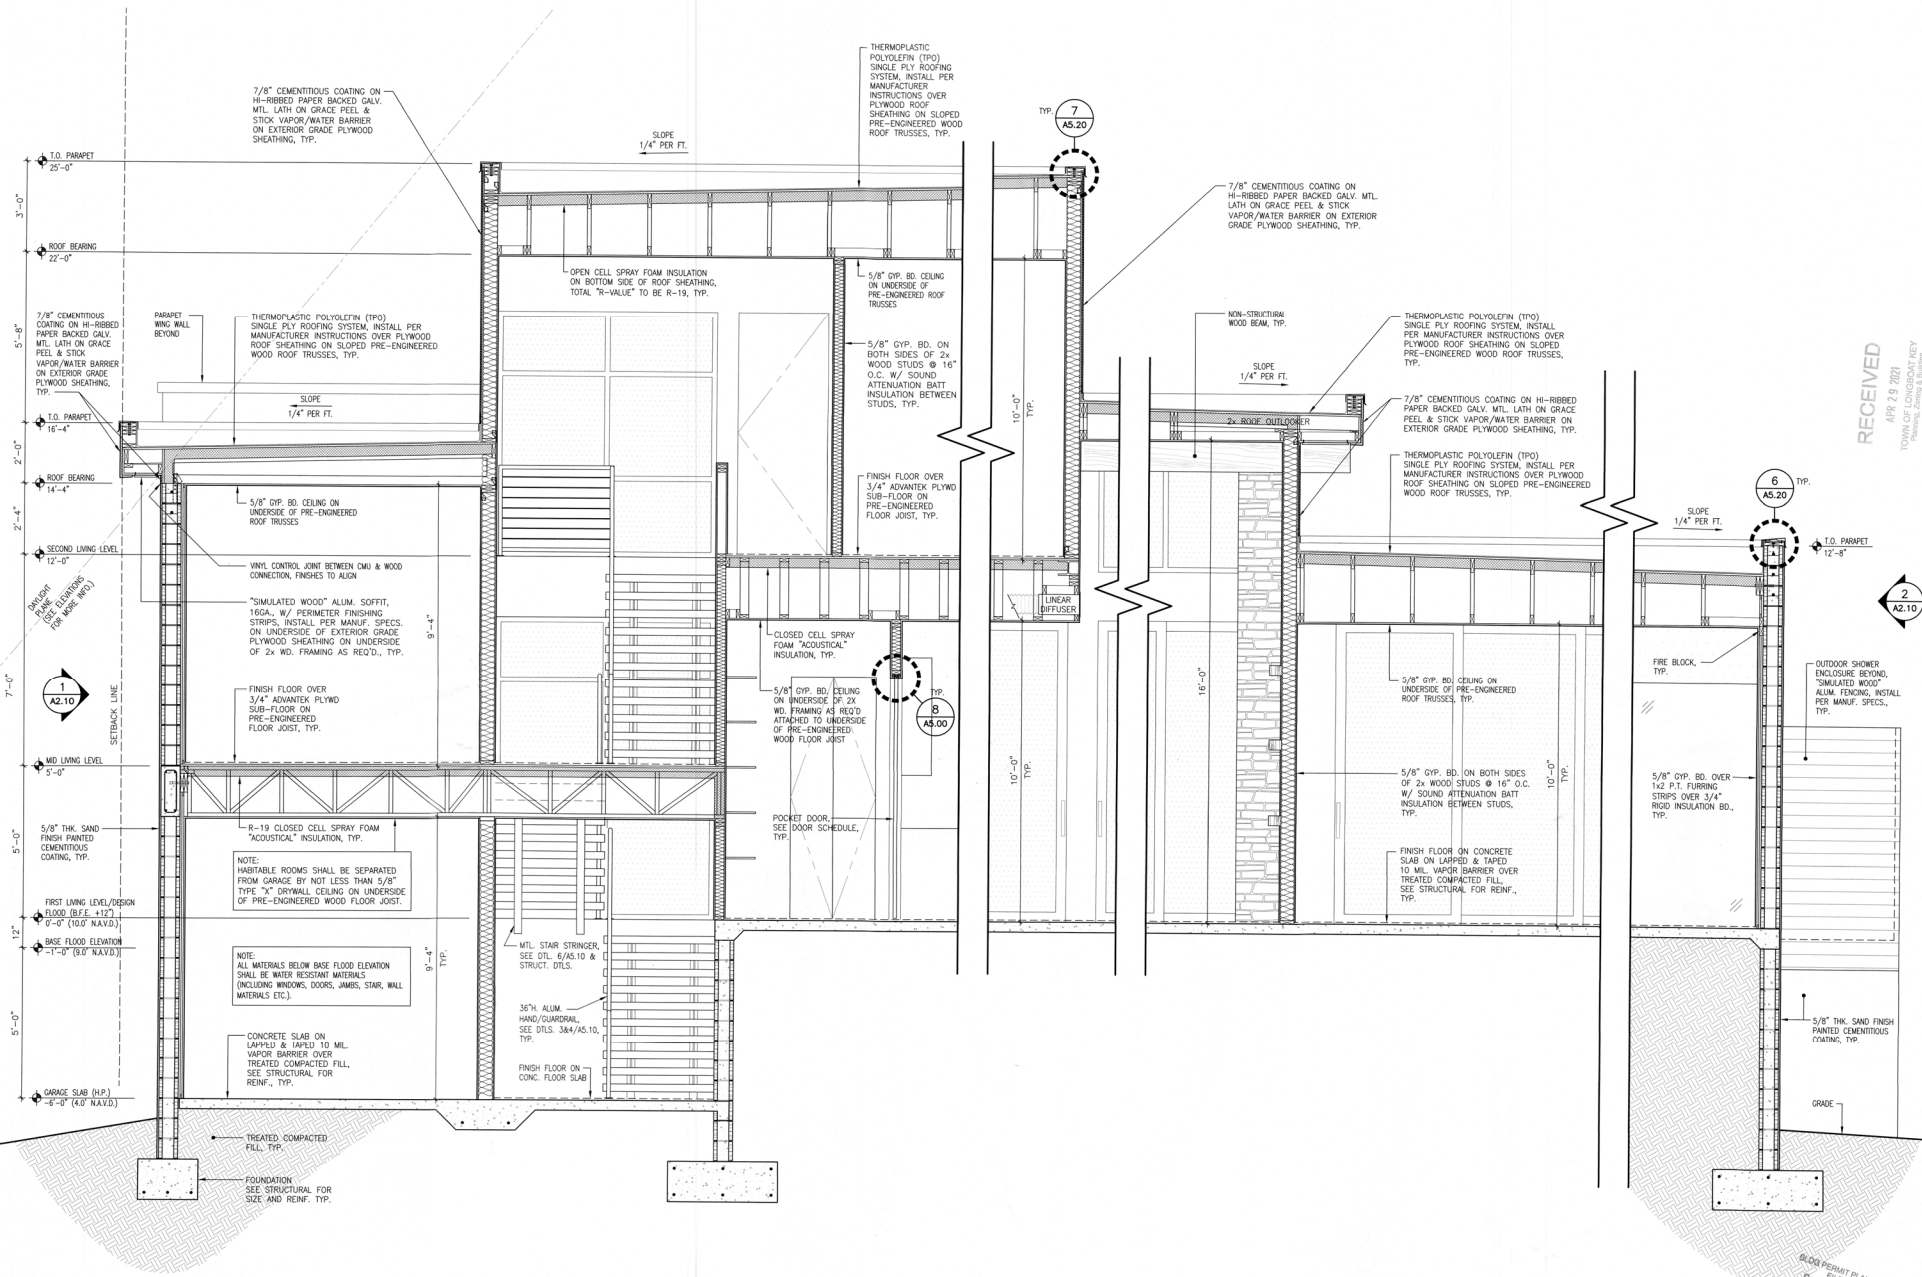 THERMOPLASTIC
POLYOLEFIN (TPO)
SINGLE PLY ROOFING
SYSTEM, INSTALL PER
MANUFACTURER
INSTRUCTIONS OVER
PLYWOOD ROOF
SHEATHING ON SLOPED
PRE-ENGINEERED WOOD
ROOF TRUSSES, TYP.
7/8" CEMENTITIOUS COATING ON
HI-RIBBED PAPER BACKED GALV.
MTL. LATH ON GRACE PEEL &
STICK VAPOR/WATER BARRIER
ON EXTERIOR GRADE PLYWOOD
SHEATHING, TYP.
SLOPE
1/4" PER FT.
TYP.
7
A5.20
T.O. PARAPET
25'-0"
3'-0"
ROOF BEARING
22'-0"
5'-8"
7/8" CEMENTITIOUS COATING ON
HI-RIBBED PAPER BACKED GALV. MTL.
LATH ON GRACE PEEL & STICK
VAPOR/WATER BARRIER ON EXTERIOR
GRADE PLYWOOD SHEATHING, TYP.
OPEN CELL SPRAY FOAM INSULATION
ON BOTTOM SIDE OF ROOF SHEATHING,
TOTAL "R-VALUE" TO BE R-19, TYP.
5/8" GYP. BD. CEILING
ON UNDERSIDE OF
PRE-ENGINEERED ROOF
TRUSSES
7/8" CEMENTITIOUS
COATING ON HI-RIBBED
PAPER BACKED GALV.
MTL. LATH ON GRACE
PEEL & STICK
VAPOR/WATER BARRIER
ON EXTERIOR GRADE
PLYWOOD SHEATHING,
TYP.
PARAPET
WING WALL
BEYOND
THERMOPLASTIC POLYOLEFIN (TPO)
SINGLE PLY ROOFING SYSTEM, INSTALL PER
MANUFACTURER INSTRUCTIONS OVER PLYWOOD
ROOF SHEATHING ON SLOPED PRE-ENGINEERED
WOOD ROOF TRUSSES, TYP.
SLOPE
1/4" PER FT.
5/8" GYP. BD. ON
BOTH SIDES OF 2x
WOOD STUDS @ 16"
O.C. W/ SOUND
ATTENUATION BATT
INSULATION BETWEEN
STUDS, TYP.
10'-0"
TYP.
NON-STRUCTURAL
WOOD BEAM, TYP.
SLOPE
1/4" PER FT.
THERMOPLASTIC POLYOLEFIN (TPO)
SINGLE PLY ROOFING SYSTEM, INSTALL
PER MANUFACTURER INSTRUCTIONS OVER
PLYWOOD ROOF SHEATHING ON SLOPED
PRE-ENGINEERED WOOD ROOF TRUSSES,
TYP.
RECEIVED
APR 29 2021
TOWN OF LONGBOAT KEY
Planning, Zoning & Building
2x ROOF OUTLOOKER
7/8" CEMENTITIOUS COATING ON HI-RIBBED
PAPER BACKED GALV. MTL. LATH ON GRACE
PEEL & STICK VAPOR/WATER BARRIER ON
EXTERIOR GRADE PLYWOOD SHEATHING, TYP.
THERMOPLASTIC POLYOLEFIN (TPO)
SINGLE PLY ROOFING SYSTEM, INSTALL PER
MANUFACTURER INSTRUCTIONS OVER PLYWOOD
ROOF SHEATHING ON SLOPED PRE-ENGINEERED
WOOD ROOF TRUSSES, TYP.
SLOPE
1/4" PER FT.
6
A5.20
TYP.
T.O. PARAPET
12'-8"
2
A2.10
T.O. PARAPET
16'-4"
2'-0"
ROOF BEARING
14'-4"
2'-4"
SECOND LIVING LEVEL
12'-0"
5/8" GYP. BD. CEILING ON
UNDERSIDE OF PRE-ENGINEERED
ROOF TRUSSES
VINYL CONTROL JOINT BETWEEN CMU & WOOD
CONNECTION, FINISHES TO ALIGN
FINISH FLOOR OVER
3/4" ADVANTEK PLYWD
SUB-FLOOR ON
PRE-ENGINEERED
FLOOR JOIST, TYP.
DAYLIGHT
PLANE
(SEE ELEVATIONS
FOR MORE INFO.)
"SIMULATED WOOD" ALUM. SOFFIT,
16GA., W/ PERIMETER FINISHING
STRIPS, INSTALL PER MANUF. SPECS.
ON UNDERSIDE OF EXTERIOR GRADE
PLYWOOD SHEATHING ON UNDERSIDE
OF 2x WD. FRAMING AS REQ'D., TYP.
9'-4"
LINEAR
DIFFUSER
CLOSED CELL SPRAY
FOAM "ACOUSTICAL"
INSULATION, TYP.
7'-0"
1
A2.10
SETBACK LINE
FINISH FLOOR OVER
3/4" ADVANTEK PLYWD
SUB-FLOOR ON
PRE-ENGINEERED
FLOOR JOIST, TYP.
5/8" GYP. BD. CEILING
ON UNDERSIDE OF 2X
WD. FRAMING AS REQ'D
ATTACHED TO UNDERSIDE
OF PRE-ENGINEERED
WOOD FLOOR JOIST
TYP.
8
A5.00
16'-0"
5/8" GYP. BD. CEILING ON
UNDERSIDE OF PRE-ENGINEERED
ROOF TRUSSES, TYP.
FIRE BLOCK,
TYP.
OUTDOOR SHOWER
ENCLOSURE BEYOND,
"SIMULATED WOOD"
ALUM. FENCING, INSTALL
PER MANUF. SPECS.,
TYP.
MID LIVING LEVEL
5'-0"
10'-0"
TYP.
5/8" GYP. BD. ON BOTH SIDES
OF 2x WOOD STUDS @ 16" O.C.
W/ SOUND ATTENUATION BATT
INSULATION BETWEEN STUDS,
TYP.
10'-0"
TYP.
5/8" GYP. BD. OVER
1x2 P.T. FURRING
STRIPS OVER 3/4"
RIGID INSULATION BD.,
TYP.
POCKET DOOR,
SEE DOOR SCHEDULE,
TYP.
5/8" THK. SAND
FINISH PAINTED
CEMENTITIOUS
COATING, TYP.
5'-0"
R-19 CLOSED CELL SPRAY FOAM
"ACOUSTICAL" INSULATION, TYP.
NOTE:
HABITABLE ROOMS SHALL BE SEPARATED
FROM GARAGE BY NOT LESS THAN 5/8"
TYPE "X" DRYWALL CEILING ON UNDERSIDE
OF PRE-ENGINEERED WOOD FLOOR JOIST.
FINISH FLOOR ON CONCRETE
SLAB ON LAPPED & TAPED
10 MIL. VAPOR BARRIER OVER
TREATED COMPACTED FILL,
SEE STRUCTURAL FOR REINF.,
TYP.
FIRST LIVING LEVEL/DESIGN
FLOOD (B.F.E. +12")
0'-0" (10.0' N.A.V.D.)
12"
BASE FLOOD ELEVATION
-1'-0" (9.0' N.A.V.D.)
NOTE:
ALL MATERIALS BELOW BASE FLOOD ELEVATION
SHALL BE WATER RESISTANT MATERIALS
(INCLUDING WINDOWS, DOORS, JAMBS, STAIR, WALL
MATERIALS ETC.).
9'-4"
TYP.
MTL. STAIR STRINGER,
SEE DTL. 6/A5.10 &
STRUCT. DTLS.
5'-0"
36"H. ALUM.
HAND/GUARDRAIL,
SEE DTLS. 3&4/A5.10,
TYP.
CONCRETE SLAB ON
LAPPED & TAPED 10 MIL.
VAPOR BARRIER OVER
TREATED COMPACTED FILL,
SEE STRUCTURAL FOR
REINF., TYP.
FINISH FLOOR ON
CONC. FLOOR SLAB
5/8" THK. SAND FINISH
PAINTED CEMENTITIOUS
COATING, TYP.
GARAGE SLAB (H.P.)
-6'-0" (4.0' N.A.V.D.)
GRADE
TREATED COMPACTED
FILL, TYP.
FOUNDATION
SEE STRUCTURAL FOR
SIZE AND REINF. TYP.
BLDG PERMIT